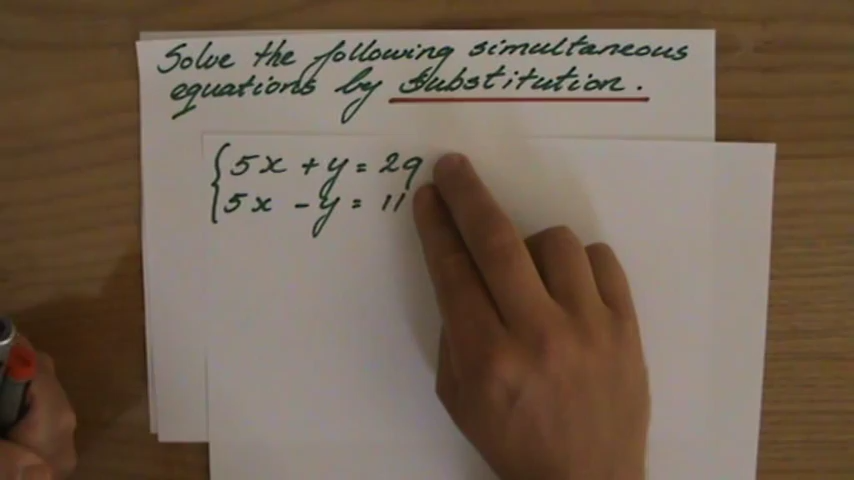 Solve the following simultaneous
equations by substitution.
5x + y = 29
5x - y = 11